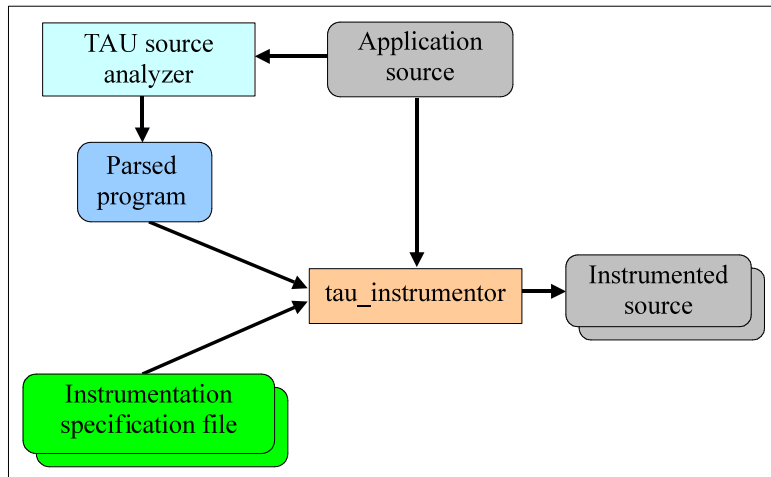 TAU source
analyzer
Application
source
Parsed
program
tau_instrumentor
Instrumented
source
Instrumentation
specification file